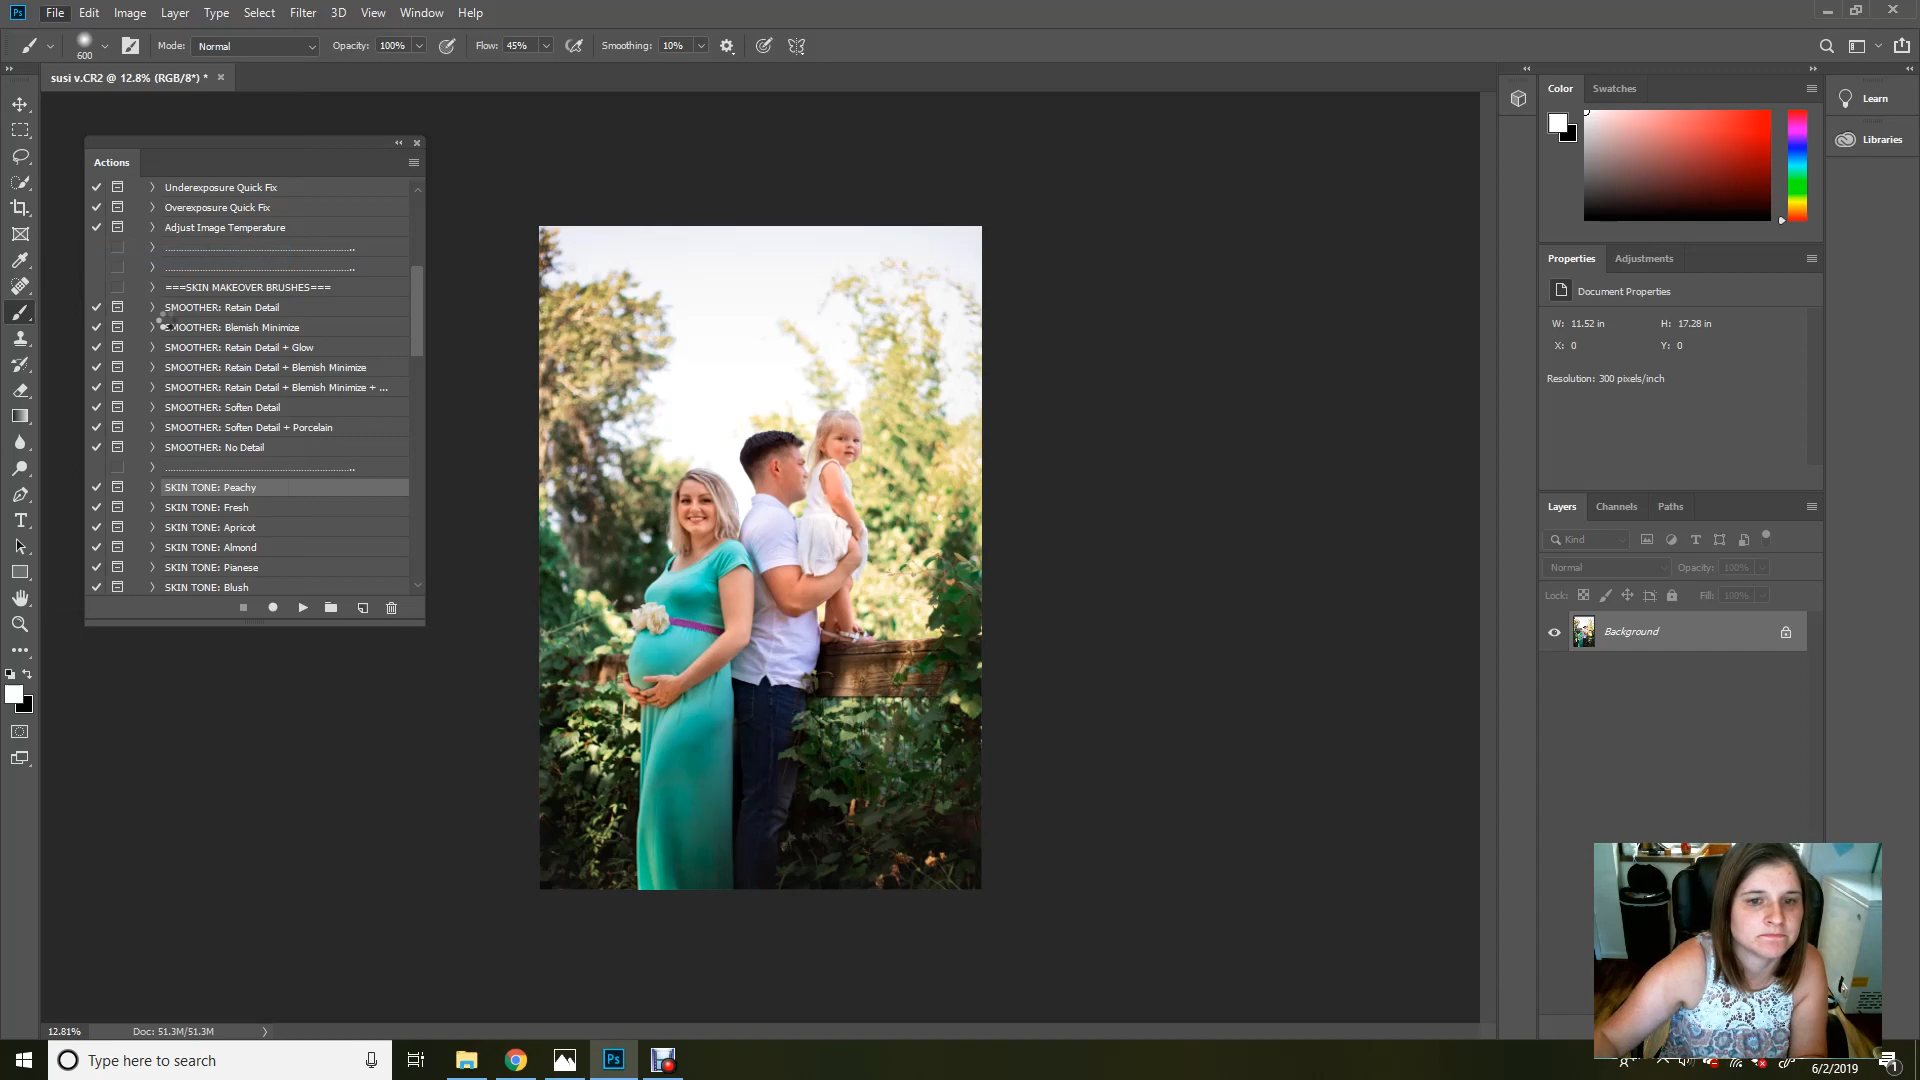 Ps File Edit Image Layer Type Select Filter 3D View Window Help
600 Mode: Normal Opacity: 100% Flow: 45% Smoothing: 10%
susi v.CR2 @ 12.8% (RGB/8*) *
Actions
Underexposure Quick Fix
Overexposure Quick Fix
Adjust Image Temperature
===SKIN MAKEOVER BRUSHES===
SMOOTHER: Retain Detail
SMOOTHER: Blemish Minimize
SMOOTHER: Retain Detail + Glow
SMOOTHER: Retain Detail + Blemish Minimize
SMOOTHER: Retain Detail + Blemish Minimize + ...
SMOOTHER: Soften Detail
SMOOTHER: Soften Detail + Porcelain
SMOOTHER: No Detail
SKIN TONE: Peachy
SKIN TONE: Fresh
SKIN TONE: Apricot
SKIN TONE: Almond
SKIN TONE: Pianese
SKIN TONE: Blush
Color Swatches
Learn
Libraries
Properties Adjustments
Document Properties
W: 11.52 in H: 17.28 in
X: 0 Y: 0
Resolution: 300 pixels/inch
Layers Channels Paths
Kind
Normal Opacity: 100%
Lock: Fill: 100%
Background
12.81% Doc: 51.3M/51.3M
Type here to search
Ps
6/2/2019
1